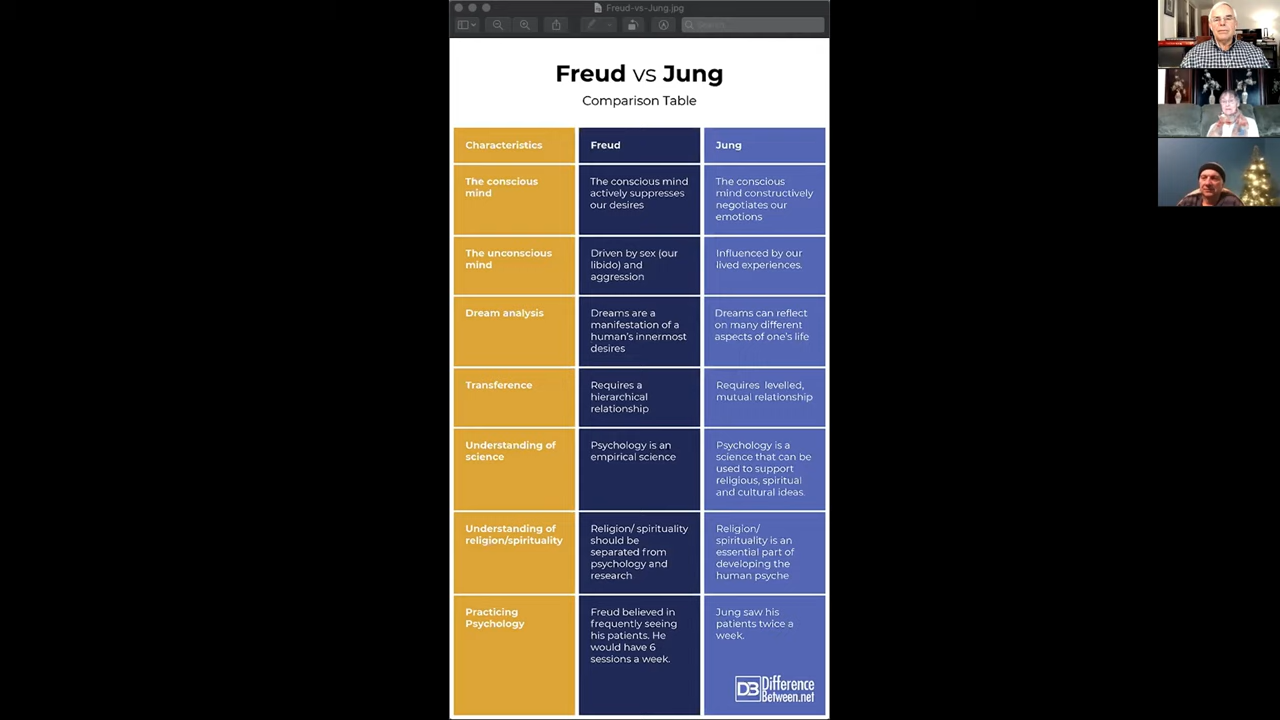 Freud-vs-Jung.jpg
Search
Freud vs Jung
Comparison Table
Characteristics
Freud
Jung
The conscious
mind
The conscious mind
actively suppresses
our desires
The conscious
mind constructively
negotiates our
emotions
The unconscious
mind
Driven by sex (our
libido) and
aggression
Influenced by our
lived experiences.
Dream analysis
Dreams are a
manifestation of a
human's innermost
desires
Dreams can reflect
on many different
aspects of one's life
Transference
Requires a
hierarchical
relationship
Requires levelled,
mutual relationship
Understanding of
science
Psychology is an
empirical science
Psychology is a
science that can be
used to support
religious, spiritual
and cultural ideas.
Understanding of
religion/spirituality
Religion/ spirituality
should be
separated from
psychology and
research
Religion/
spirituality is an
essential part of
developing the
human psyche
Practicing
Psychology
Freud believed in
frequently seeing
his patients. He
would have 6
sessions a week.
Jung saw his
patients twice a
week.
DB Difference
Between.net